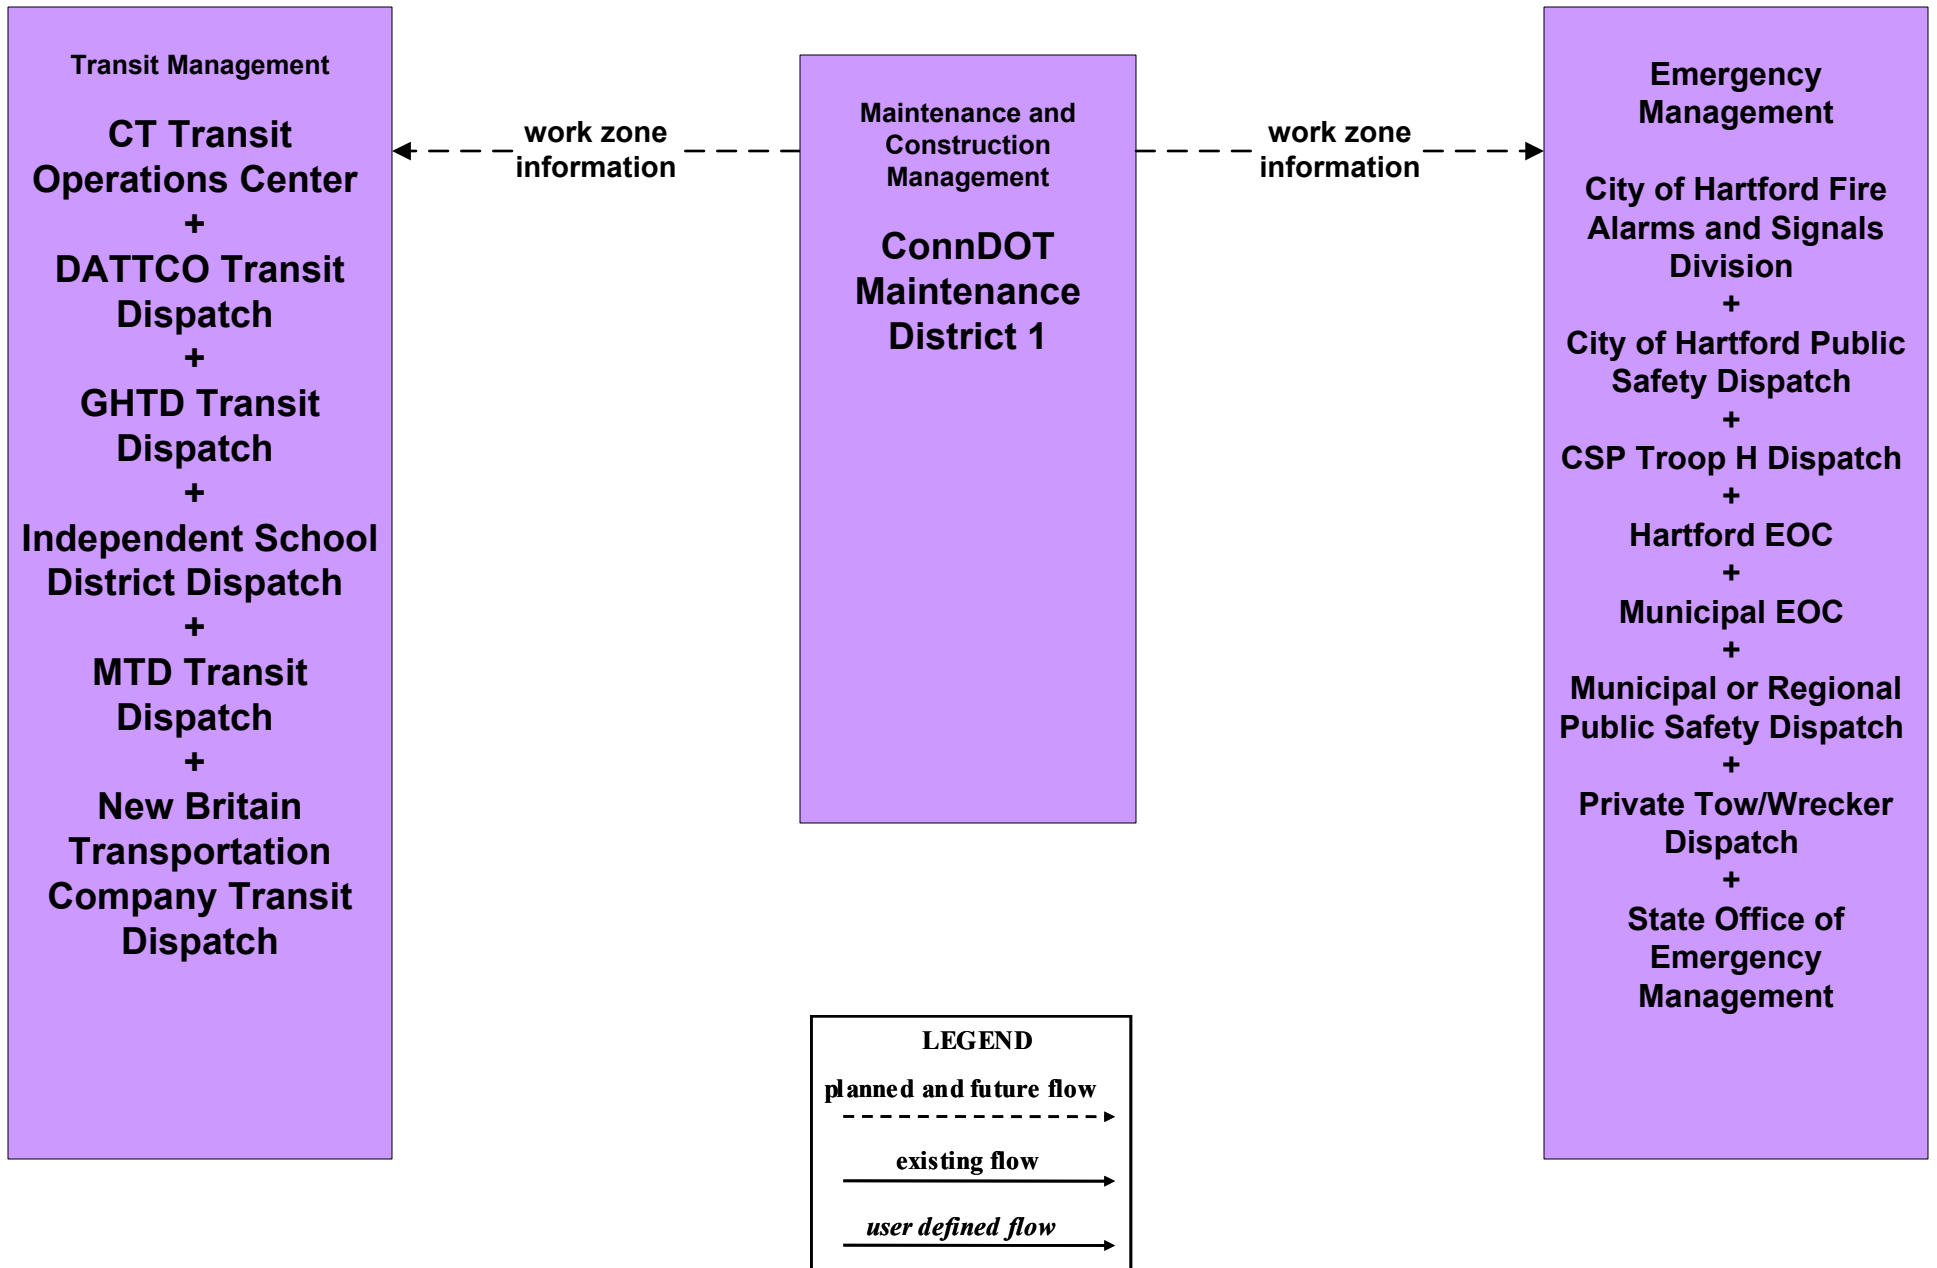 Transit Management
CT Transit
Operations Center
+
DATTCO Transit
Dispatch
+
GHTD Transit
Dispatch
+
Independent School
District Dispatch
+
MTD Transit
Dispatch
+
New Britain
Transportation
Company Transit
Dispatch
work zone
information
Maintenance and
Construction
Management
ConnDOT
Maintenance
District 1
work zone
information
Emergency
Management
City of Hartford Fire
Alarms and Signals
Division
+
City of Hartford Public
Safety Dispatch
+
CSP Troop H Dispatch
+
Hartford EOC
+
Municipal EOC
+
Municipal or Regional
Public Safety Dispatch
+
Private Tow/Wrecker
Dispatch
+
State Office of
Emergency
Management
LEGEND
planned and future flow
existing flow
user defined flow